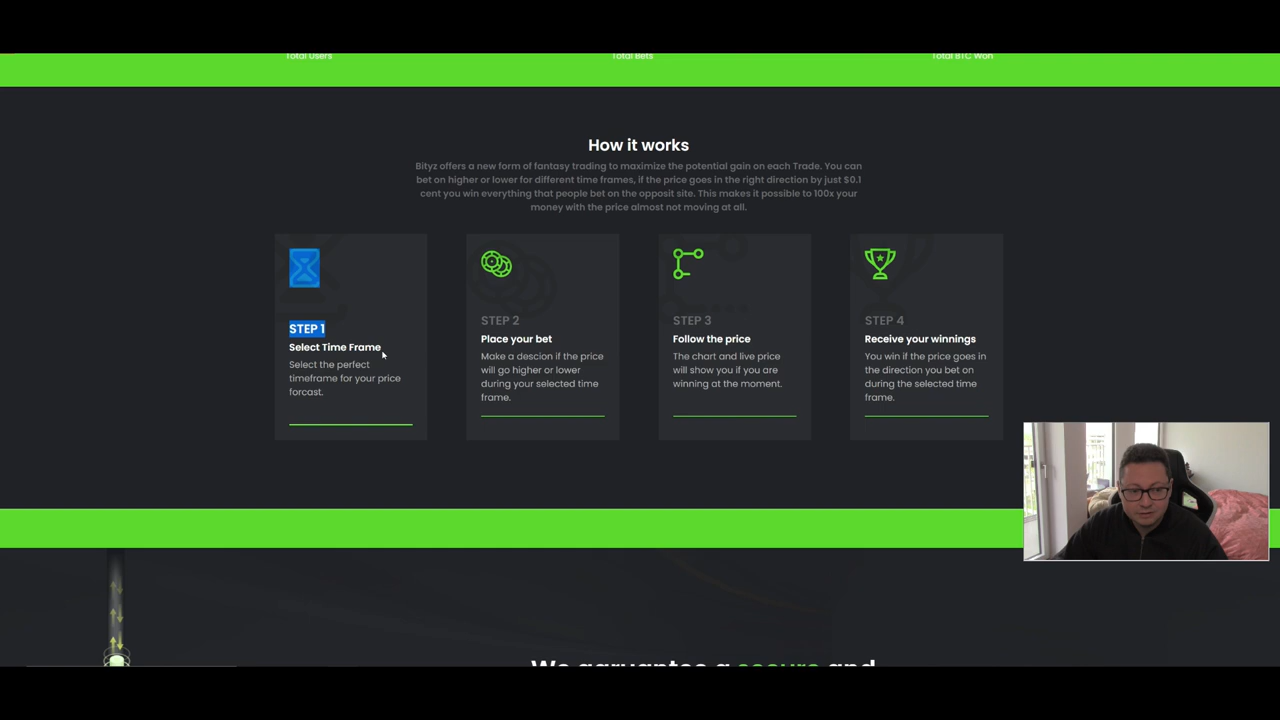 Total Users
Total Bets
Total BTC Won
How it works
Bityz offers a new form of fantasy trading to maximize the potential gain on each Trade. You can
bet on higher or lower for different time frames, if the price goes in the right direction by just $0.1
cent you win everything that people bet on the opposit site. This makes it possible to 100x your
money with the price almost not moving at all.
STEP 1
Select Time Frame
Select the perfect
timeframe for your price
forcast.
STEP 2
Place your bet
Make a descion if the price
will go higher or lower
during your selected time
frame.
STEP 3
Follow the price
The chart and live price
will show you if you are
winning at the moment.
STEP 4
Receive your winnings
You win if the price goes in
the direction you bet on
during the selected time
frame.
We garuantee a secure and